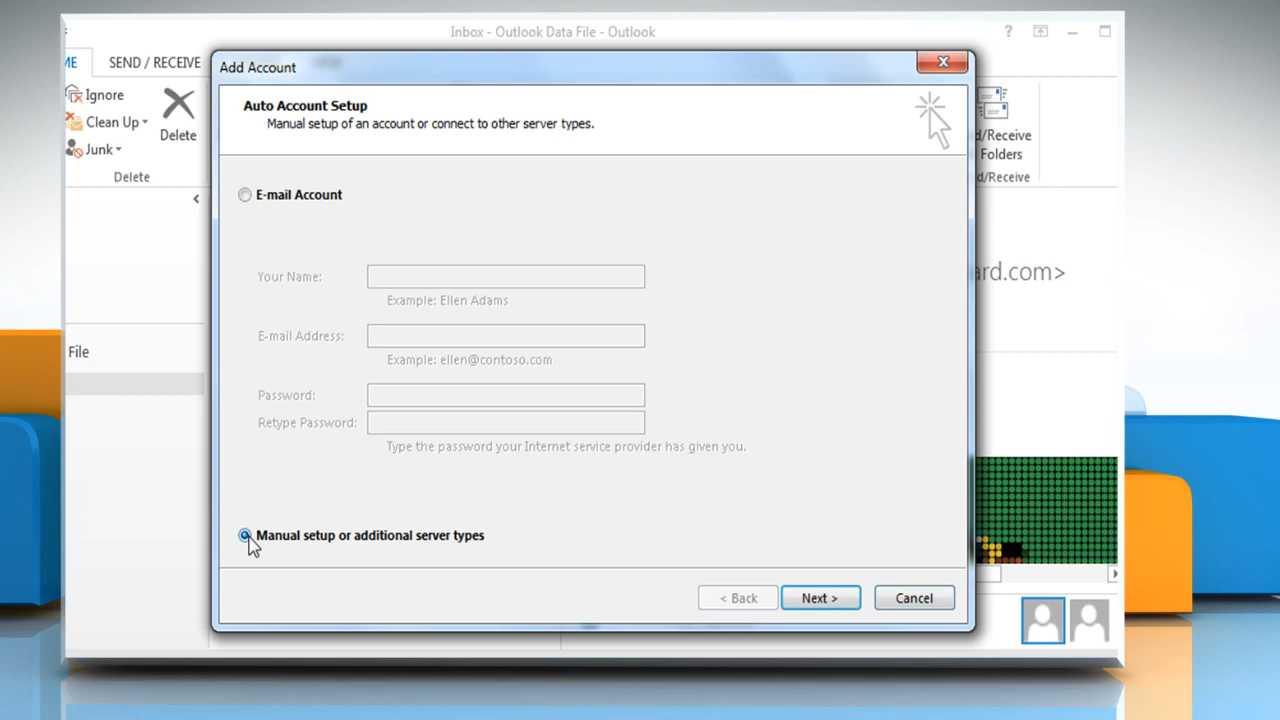 Inbox - Outlook Data File - Outlook
?
ME
SEND / RECEIVE
Ignore
Clean Up
Junk
Delete
Delete
d/Receive
Folders
d/Receive
ard.com>
File
Add Account
Auto Account Setup
Manual setup of an account or connect to other server types.
E-mail Account
Your Name:
Example: Ellen Adams
E-mail Address:
Example: ellen@contoso.com
Password:
Retype Password:
Type the password your Internet service provider has given you.
Manual setup or additional server types
< Back
Next >
Cancel